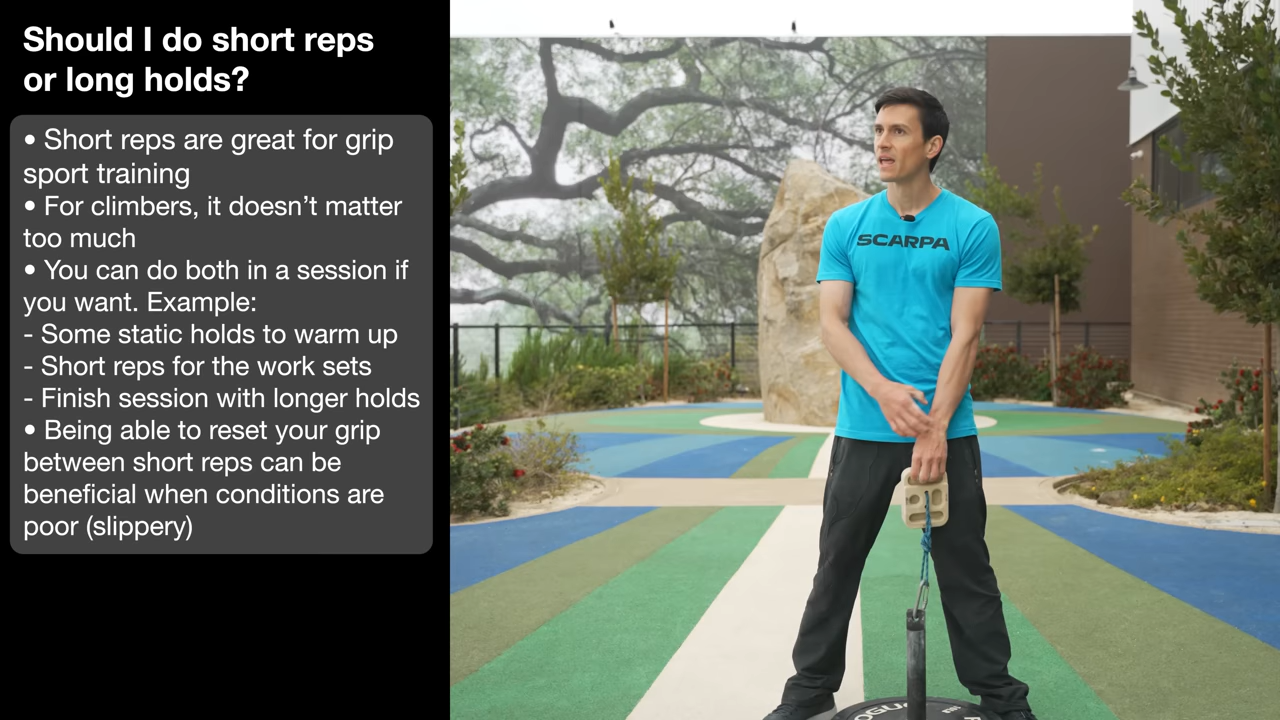 Should I do short reps
or long holds?
• Short reps are great for grip
sport training
• For climbers, it doesn’t matter
too much
• You can do both in a session if
you want. Example:
- Some static holds to warm up
- Short reps for the work sets
- Finish session with longer holds
• Being able to reset your grip
between short reps can be
beneficial when conditions are
poor (slippery)
SCARPA